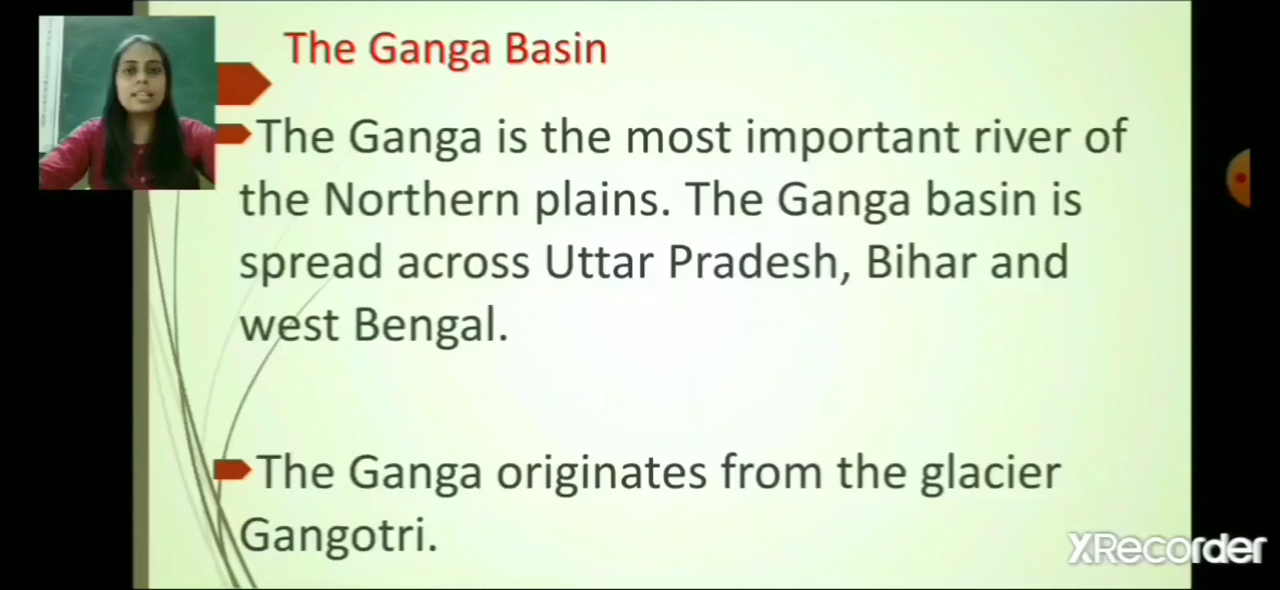 The Ganga Basin
The Ganga is the most important river of
the Northern plains. The Ganga basin is
spread across Uttar Pradesh, Bihar and
west Bengal.
The Ganga originates from the glacier
Gangotri.
XRecorder